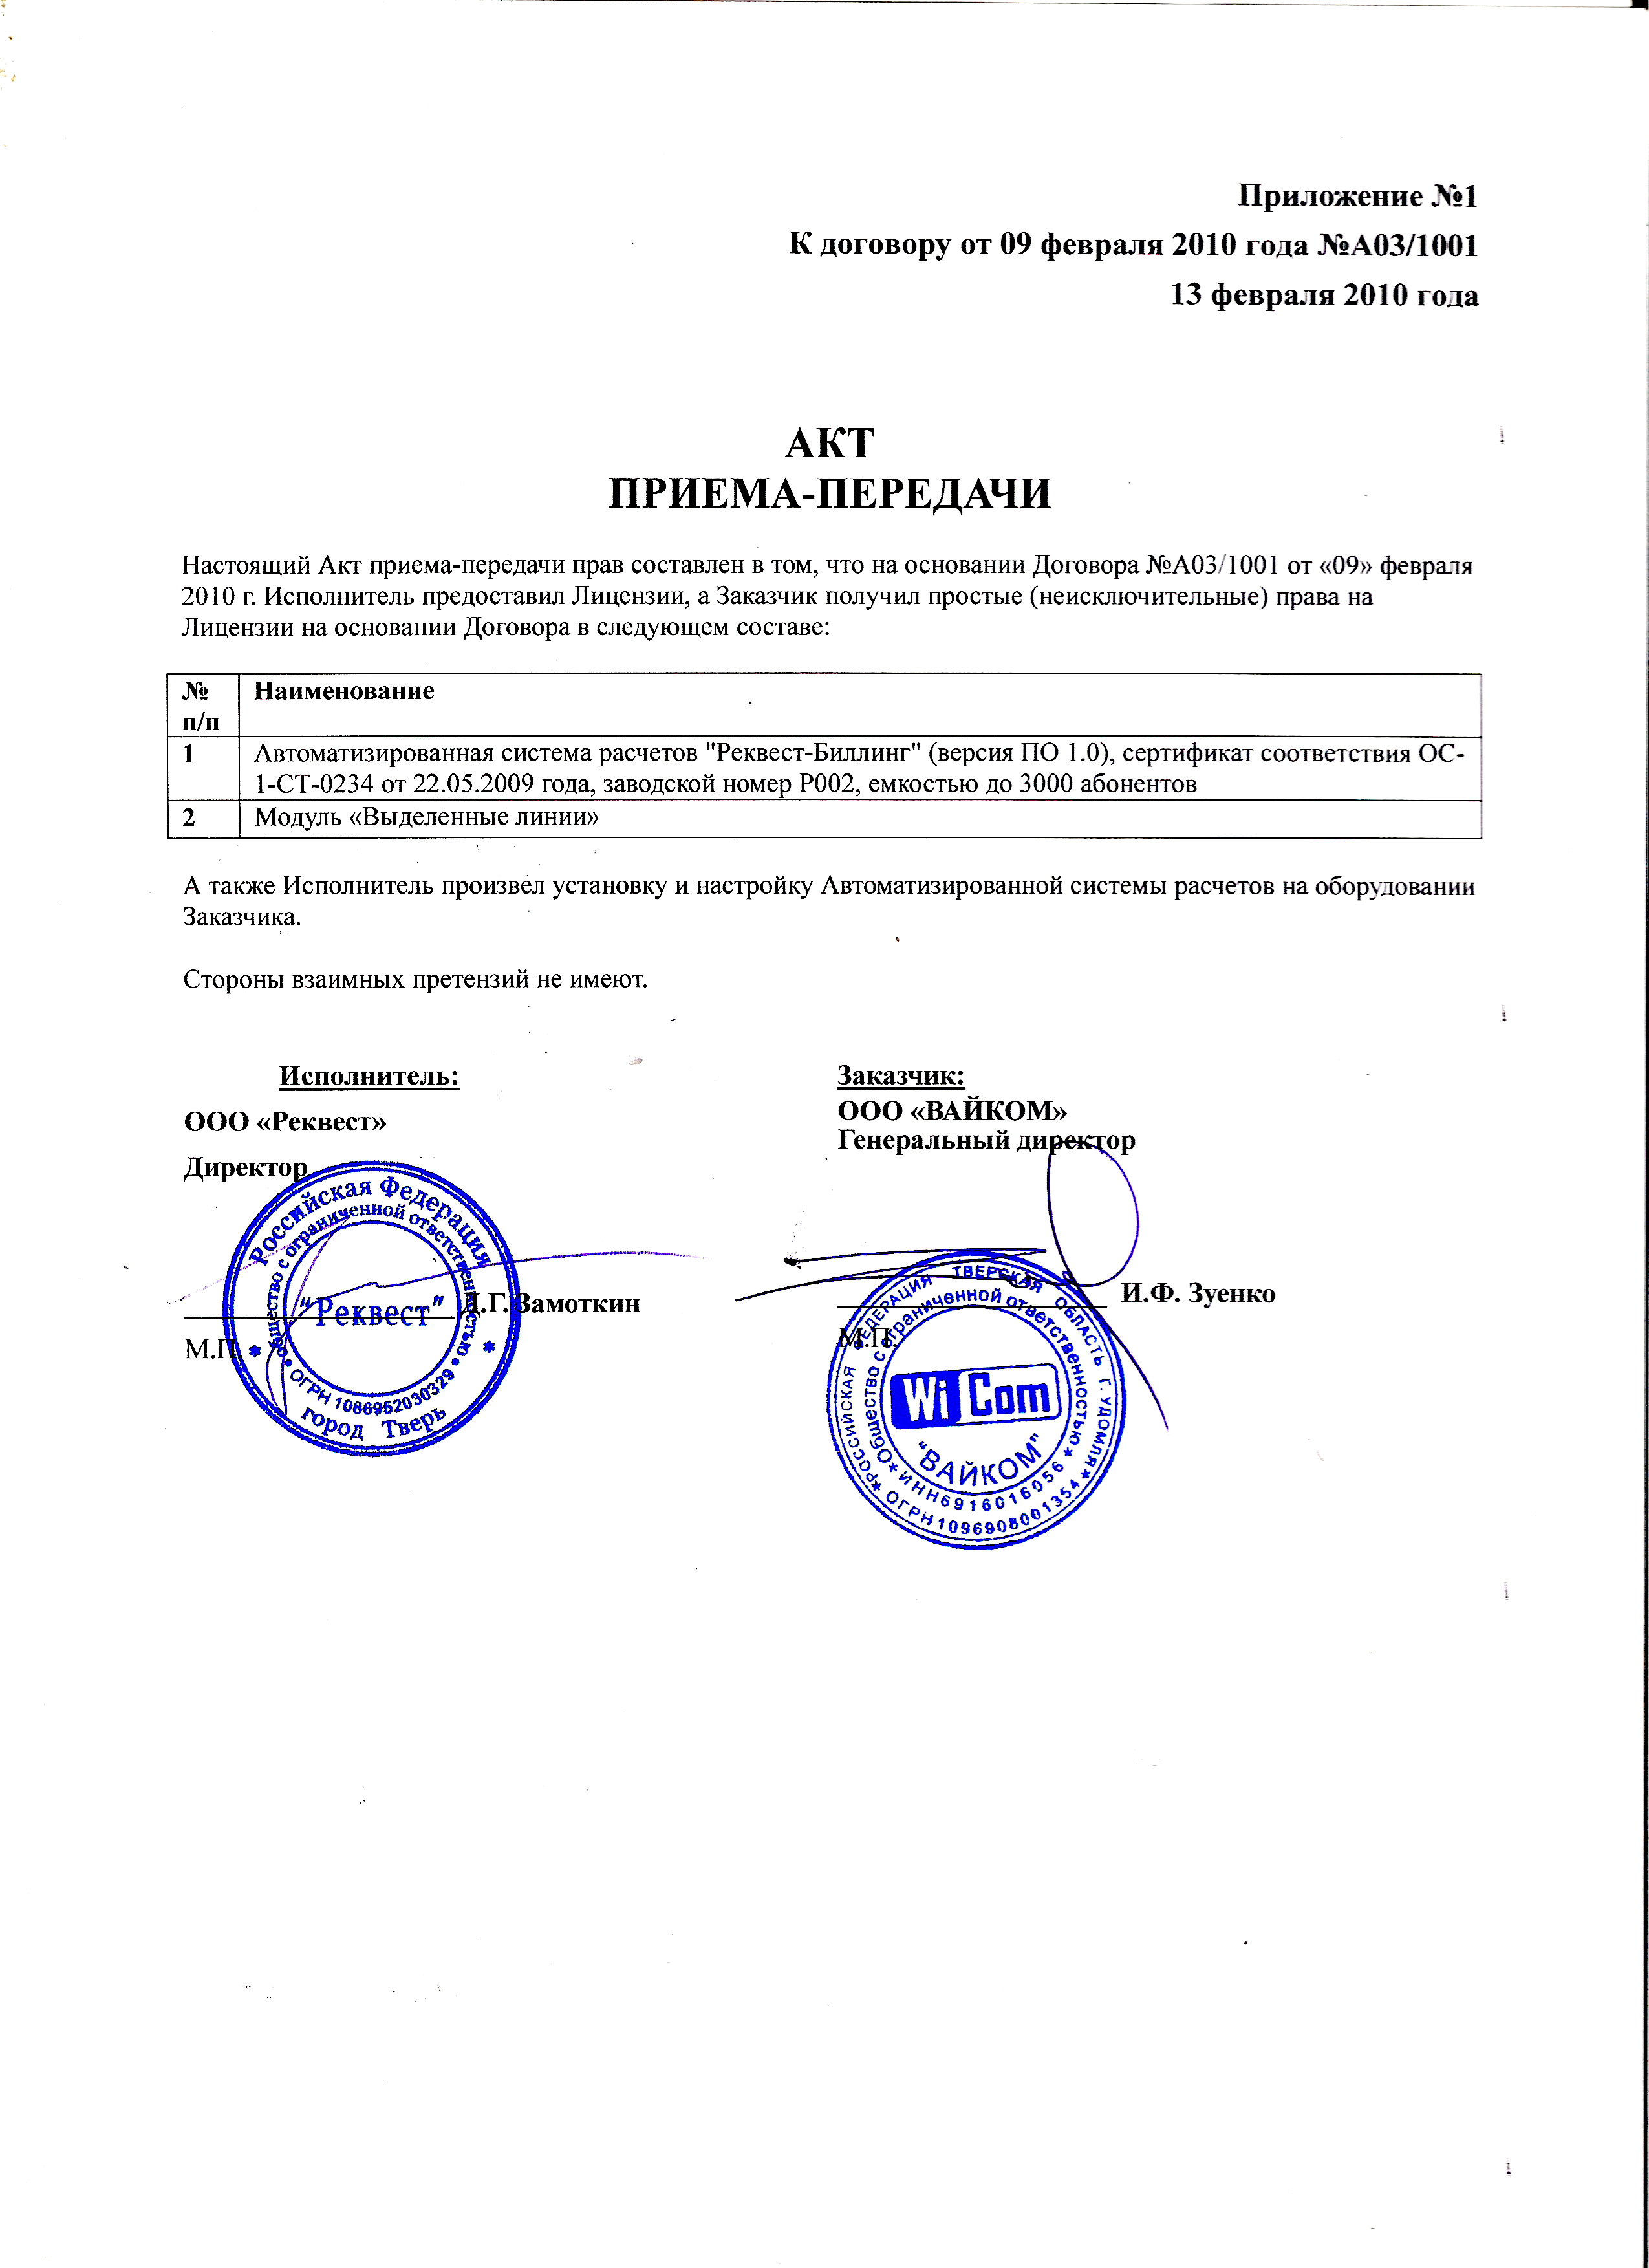 Приложение №1
К договору от 09 февраля 2010 года №А03/1001
13 февраля 2010 года
АКТ
ПРИЕМА-ПЕРЕДАЧИ
Настоящий Акт приема-передачи прав составлен в том, что на основании Договора №А03/1001 от «09» февраля
2010 г. Исполнитель предоставил Лицензии, а Заказчик получил простые (неисключительные) права на
Лицензии на основании Договора в следующем составе:
№ Наименование
п/п
1 Автоматизированная система расчетов "Реквест-Биллинг" (версия ПО 1.0), сертификат соответствия ОС-
1-СТ-0234 от 22.05.2009 года, заводской номер Р002, емкостью до 3000 абонентов
2 Модуль «Выделенные линии»
А также Исполнитель произвел установку и настройку Автоматизированной системы расчетов на оборудовании
Заказчика.
Стороны взаимных претензий не имеют.
Исполнитель:
ООО «Реквест»
Директор
Д.Г. Замоткин
М.П.
Российская Федерация
Общество с ограниченной ответственностью
"Реквест"
ОГРН 1086952030329
город Тверь
Заказчик:
ООО «ВАЙКОМ»
Генеральный директор
И.Ф. Зуенко
М.П.
РОССИЙСКАЯ ФЕДЕРАЦИЯ ТВЕРСКАЯ ОБЛАСТЬ г. УДОМЛЯ
Общество с ограниченной ответственностью
WiCom
"ВАЙКОМ"
ИНН6916016056
ОГРН1096908001354